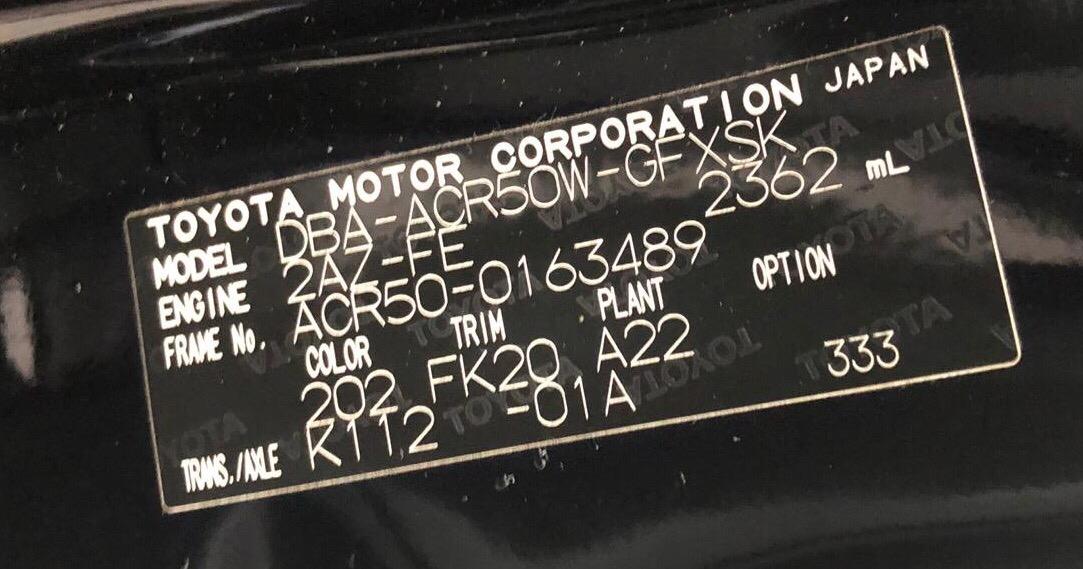 TOYOTA MOTOR CORPORATION JAPAN
MODEL DBA-ACR50W-GFXSK
ENGINE 2AZ-FE 2362 mL
FRAME No. ACR50-0163489
COLOR TRIM PLANT OPTION
202 FK20 A22 333
TRANS./AXLE K112 -01A